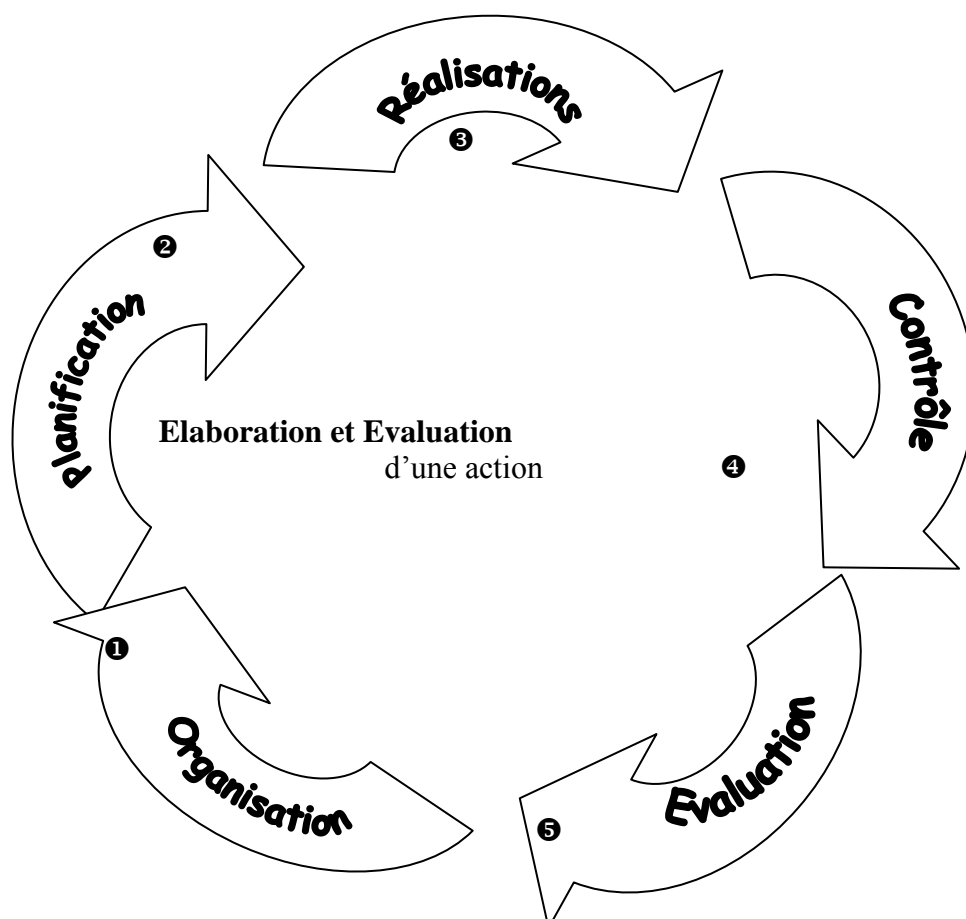 Réalisations
❸
❷
Planification
Contrôle
Elaboration et Evaluation
d'une action
❹
❶
Organisation
Evaluation
❺